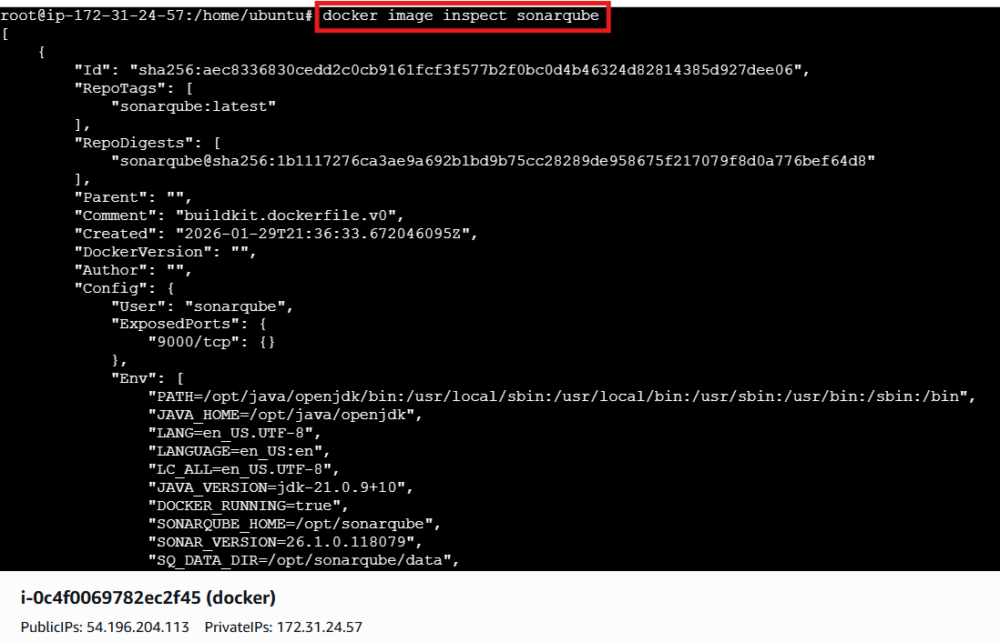 root@ip-172-31-24-57:/home/ubuntu# docker image inspect sonarqube
[
    {
        "Id": "sha256:aec8336830cedd2c0cb9161fcf3f577b2f0bc0d4b46324d82814385d927dee06",
        "RepoTags": [
            "sonarqube:latest"
        ],
        "RepoDigests": [
            "sonarqube@sha256:1b1117276ca3ae9a692b1bd9b75cc28289de958675f217079f8d0a776bef64d8"
        ],
        "Parent": "",
        "Comment": "buildkit.dockerfile.v0",
        "Created": "2026-01-29T21:36:33.672046095Z",
        "DockerVersion": "",
        "Author": "",
        "Config": {
            "User": "sonarqube",
            "ExposedPorts": {
                "9000/tcp": {}
            },
            "Env": [
                "PATH=/opt/java/openjdk/bin:/usr/local/sbin:/usr/local/bin:/usr/sbin:/usr/bin:/sbin:/bin",
                "JAVA_HOME=/opt/java/openjdk",
                "LANG=en_US.UTF-8",
                "LANGUAGE=en_US:en",
                "LC_ALL=en_US.UTF-8",
                "JAVA_VERSION=jdk-21.0.9+10",
                "DOCKER_RUNNING=true",
                "SONARQUBE_HOME=/opt/sonarqube",
                "SONAR_VERSION=26.1.0.118079",
                "SQ_DATA_DIR=/opt/sonarqube/data",
i-0c4f0069782ec2f45 (docker)
PublicIPs: 54.196.204.113 PrivateIPs: 172.31.24.57